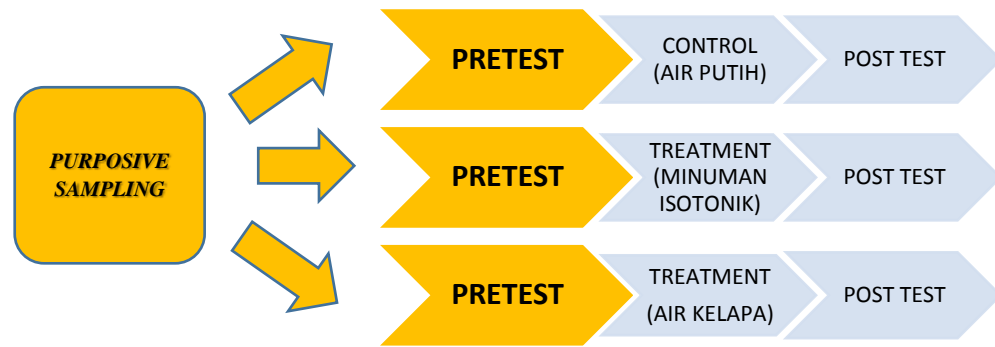 PURPOSIVE
SAMPLING
PRETEST
CONTROL
(AIR PUTIH)
POST TEST
PRETEST
TREATMENT
(MINUMAN
ISOTONIK)
POST TEST
PRETEST
TREATMENT
(AIR KELAPA)
POST TEST